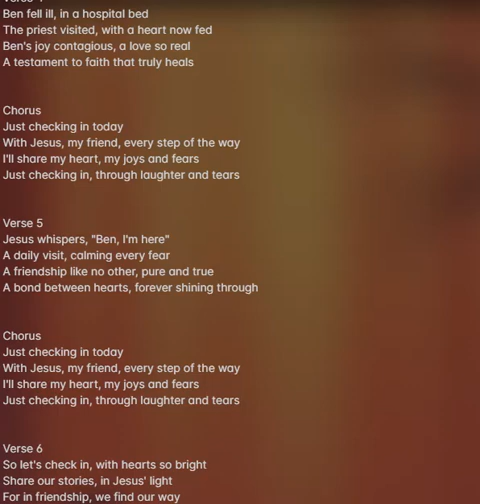 Ben fell ill, in a hospital bed
The priest visited, with a heart now fed
Ben's joy contagious, a love so real
A testament to faith that truly heals
Chorus
Just checking in today
With Jesus, my friend, every step of the way
I'll share my heart, my joys and fears
Just checking in, through laughter and tears
Verse 5
Jesus whispers, "Ben, I'm here"
A daily visit, calming every fear
A friendship like no other, pure and true
A bond between hearts, forever shining through
Chorus
Just checking in today
With Jesus, my friend, every step of the way
I'll share my heart, my joys and fears
Just checking in, through laughter and tears
Verse 6
So let's check in, with hearts so bright
Share our stories, in Jesus' light
For in friendship, we find our way